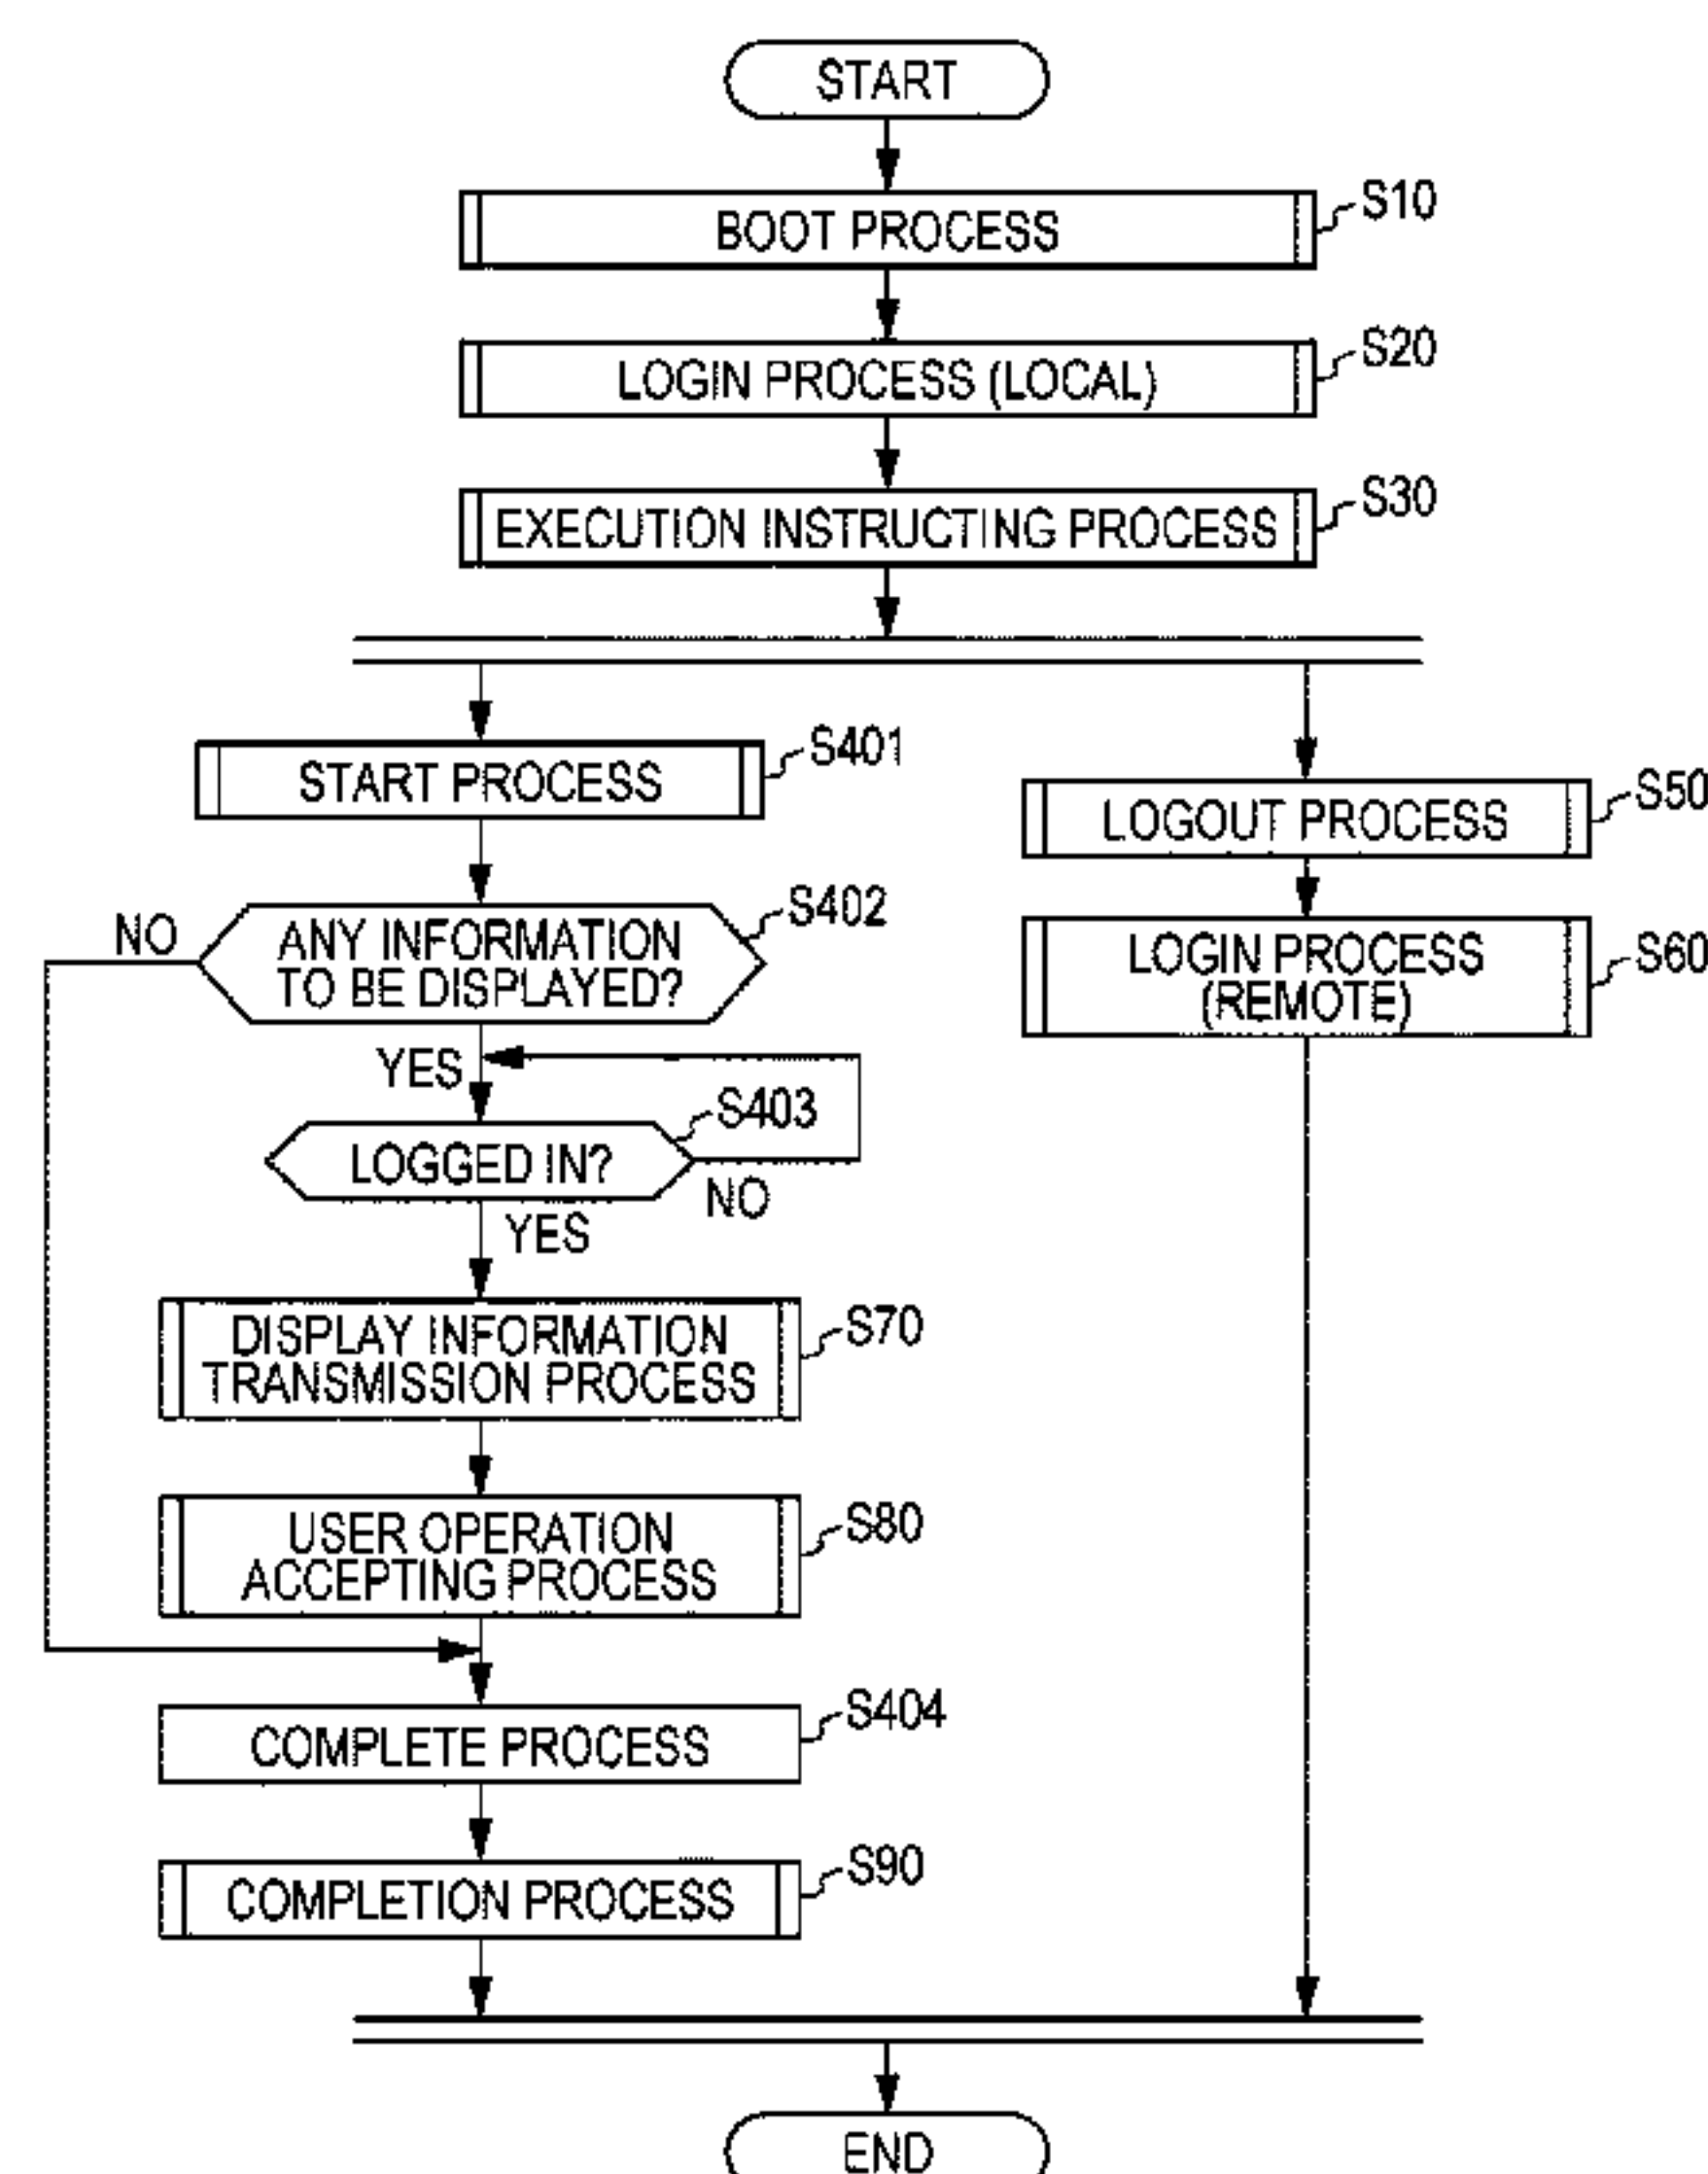 START
BOOT PROCESS
S10
LOGIN PROCESS (LOCAL)
S20
EXECUTION INSTRUCTING PROCESS
S30
START PROCESS
S401
LOGOUT PROCESS
S50
ANY INFORMATION
TO BE DISPLAYED?
S402
NO
YES
LOGIN PROCESS
(REMOTE)
S60
LOGGED IN?
S403
NO
YES
DISPLAY INFORMATION
TRANSMISSION PROCESS
S70
USER OPERATION
ACCEPTING PROCESS
S80
COMPLETE PROCESS
S404
COMPLETION PROCESS
S90
END